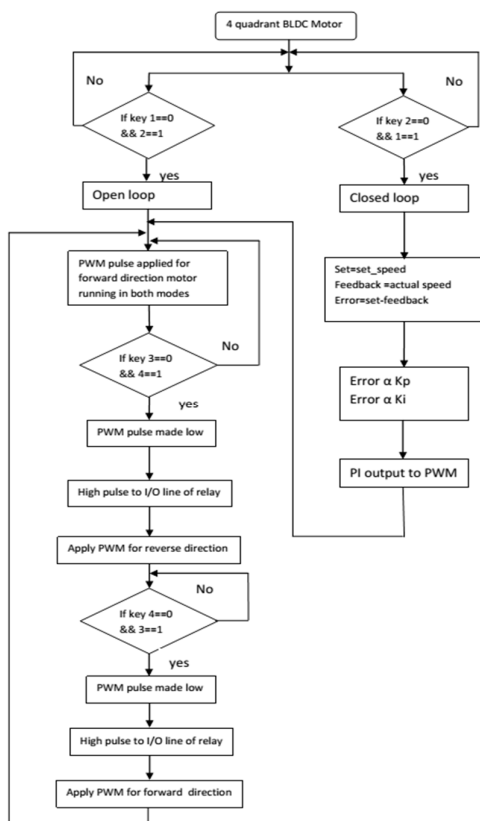 4 quadrant BLDC Motor
No
If key 1==0
&& 2==1
yes
Open loop
No
If key 2==0
&& 1==1
yes
Closed loop
Set=set_speed
Feedback =actual speed
Error=set-feedback
Error α Kp
Error α Ki
PI output to PWM
PWM pulse applied for
forward direction motor
running in both modes
No
If key 3==0
&& 4==1
yes
PWM pulse made low
High pulse to I/O line of relay
Apply PWM for reverse direction
No
If key 4==0
&& 3==1
yes
PWM pulse made low
High pulse to I/O line of relay
Apply PWM for forward direction